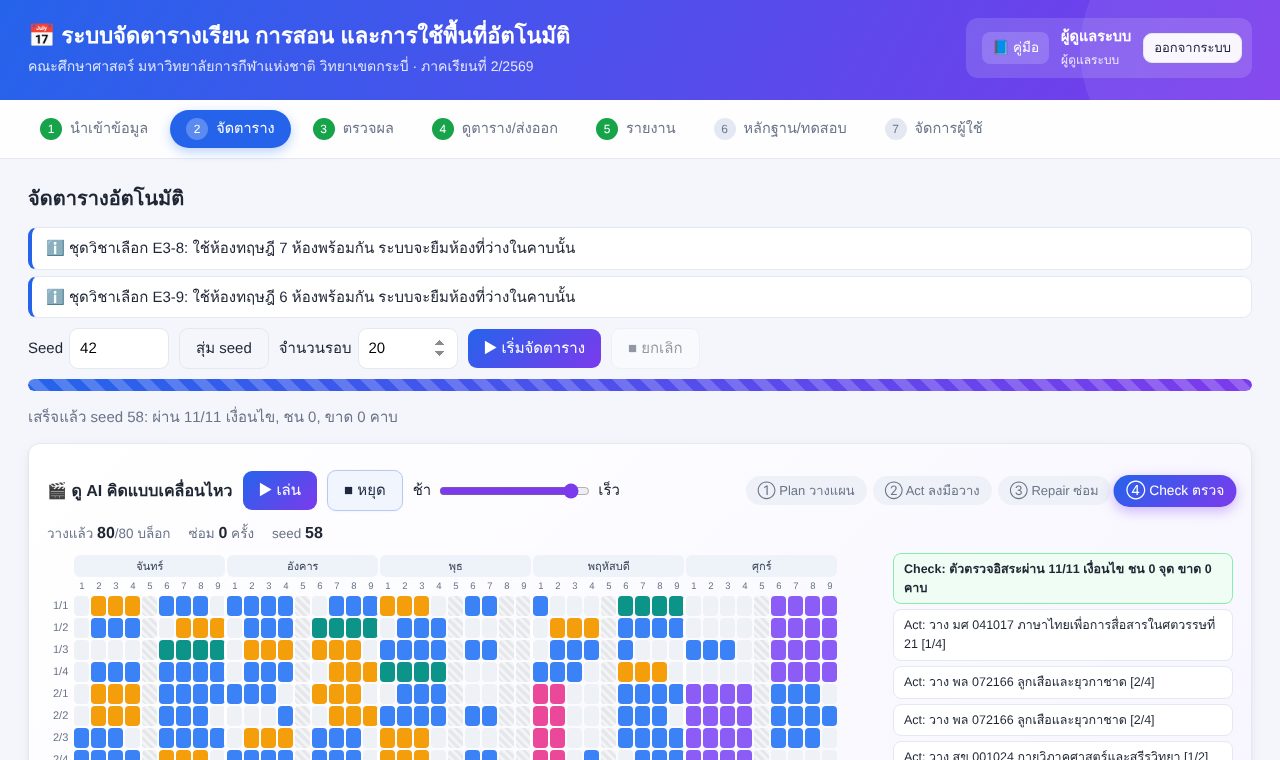 📅 ระบบจัดตารางเรียน การสอน และการใช้พื้นที่อัตโนมัติ
คณะศึกษาศาสตร์ มหาวิทยาลัยการกีฬาแห่งชาติ วิทยาเขตกระบี่ · ภาคเรียนที่ 2/2569
📘 คู่มือ
ผู้ดูแลระบบ
ผู้ดูแลระบบ
ออกจากระบบ
1 นำเข้าข้อมูล 2 จัดตาราง 3 ตรวจผล 4 ดูตาราง/ส่งออก 5 รายงาน 6 หลักฐาน/ทดสอบ 7 จัดการผู้ใช้
จัดตารางอัตโนมัติ
ℹ️ ชุดวิชาเลือก E3-8: ใช้ห้องทฤษฎี 7 ห้องพร้อมกัน ระบบจะยืมห้องที่ว่างในคาบนั้น
ℹ️ ชุดวิชาเลือก E3-9: ใช้ห้องทฤษฎี 6 ห้องพร้อมกัน ระบบจะยืมห้องที่ว่างในคาบนั้น
Seed 42 สุ่ม seed จำนวนรอบ 20 ▶ เริ่มจัดตาราง ■ ยกเลิก
เสร็จแล้ว seed 58: ผ่าน 11/11 เงื่อนไข, ชน 0, ขาด 0 คาบ
🎬 ดู AI คิดแบบเคลื่อนไหว ▶ เล่น ■ หยุด ช้า เร็ว ① Plan วางแผน ② Act ลงมือวาง ③ Repair ซ่อม ④ Check ตรวจ
วางแล้ว 80/80 บล็อก ซ่อม 0 ครั้ง seed 58
จันทร์ อังคาร พุธ พฤหัสบดี ศุกร์
1 2 3 4 5 6 7 8 9 1 2 3 4 5 6 7 8 9 1 2 3 4 5 6 7 8 9 1 2 3 4 5 6 7 8 9 1 2 3 4 5 6 7 8 9
1/1
1/2
1/3
1/4
2/1
2/2
2/3
2/4
Check: ตัวตรวจอิสระผ่าน 11/11 เงื่อนไข ชน 0 จุด ขาด 0
คาบ
Act: วาง มศ 041017 ภาษาไทยเพื่อการสื่อสารในศตวรรษที่
21 [1/4]
Act: วาง พล 072166 ลูกเสือและยุวกาชาด [2/4]
Act: วาง พล 072166 ลูกเสือและยุวกาชาด [2/4]
Act: วาง สข 001024 กายวิภาคศาสตร์และสรีรวิทยา [1/2]